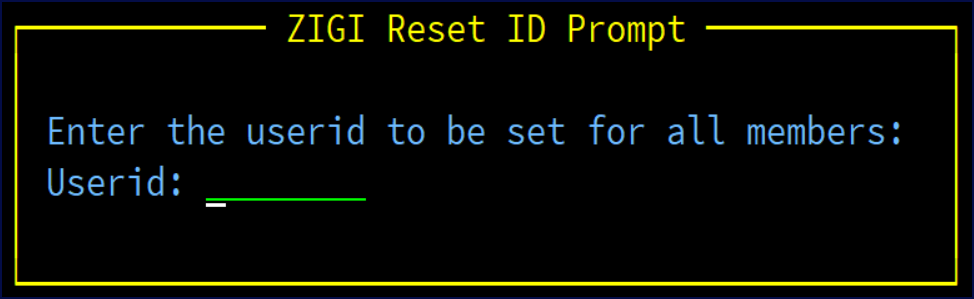 ZIGI Reset ID Prompt
Enter the userid to be set for all members:
Userid: